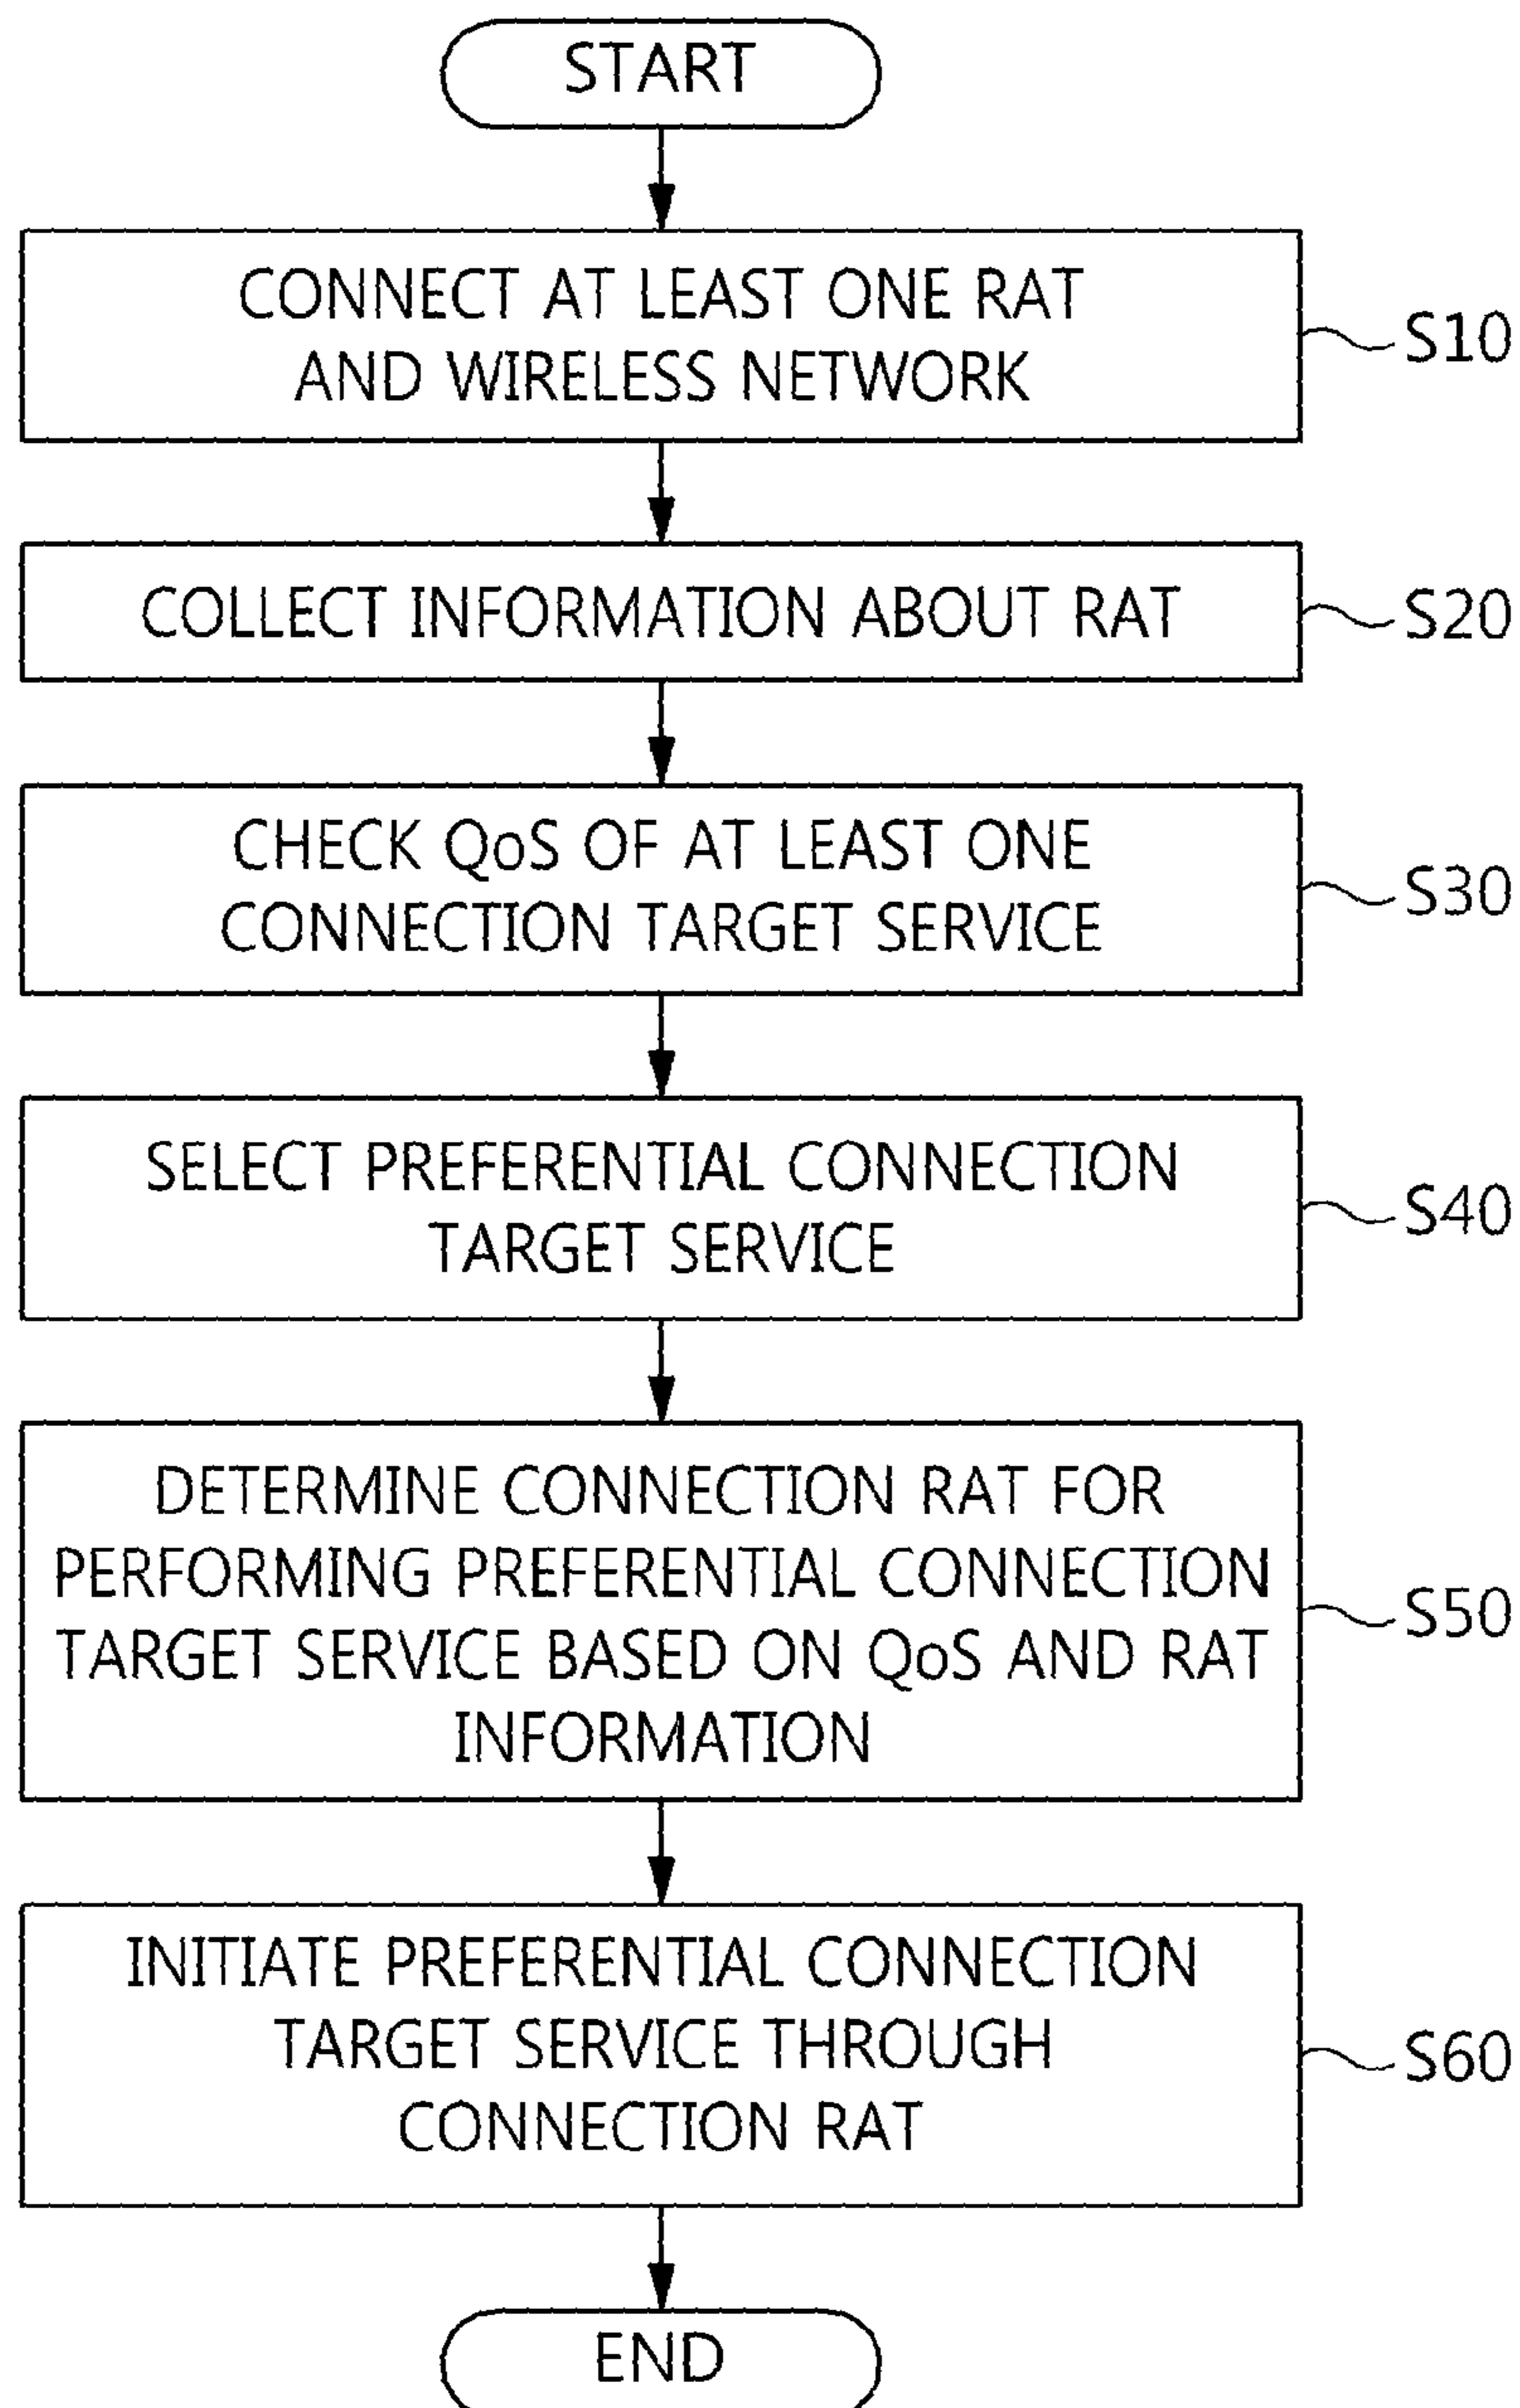 START
CONNECT AT LEAST ONE RAT
AND WIRELESS NETWORK
S10
COLLECT INFORMATION ABOUT RAT
S20
CHECK QoS OF AT LEAST ONE
CONNECTION TARGET SERVICE
S30
SELECT PREFERENTIAL CONNECTION
TARGET SERVICE
S40
DETERMINE CONNECTION RAT FOR
PERFORMING PREFERENTIAL CONNECTION
TARGET SERVICE BASED ON QoS AND RAT
INFORMATION
S50
INITIATE PREFERENTIAL CONNECTION
TARGET SERVICE THROUGH
CONNECTION RAT
S60
END